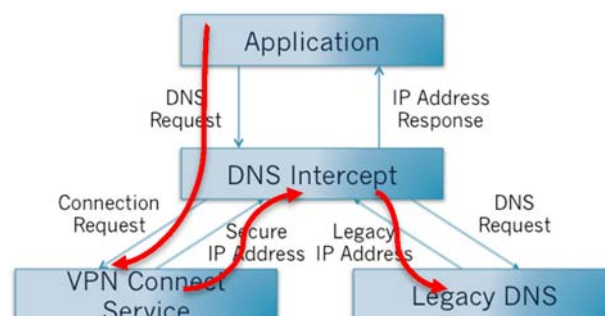 Application
DNS
Request
IP Address
Response
DNS Intercept
Connection
Request
Secure
IP Address
Legacy
IP Address
DNS
Request
VPN Connect
Service
Legacy DNS